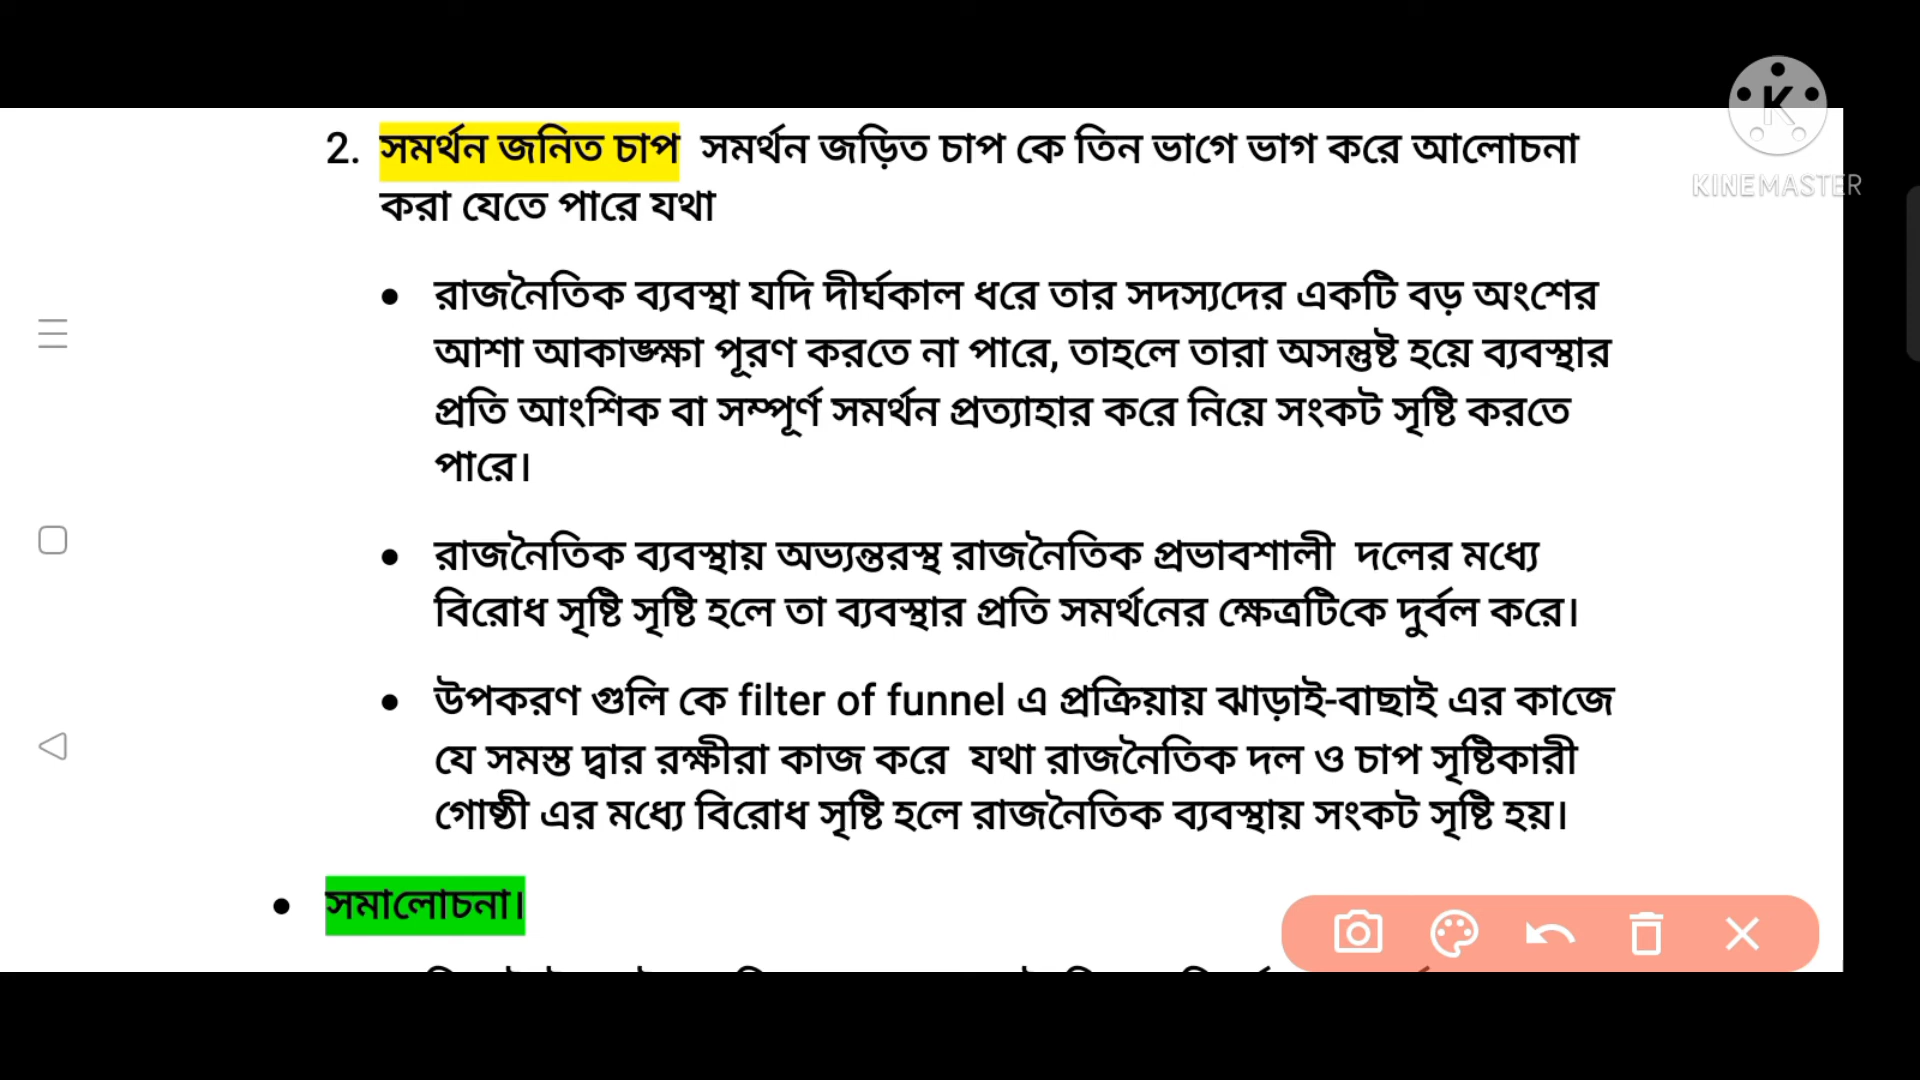 KINEMASTER
2. সমর্থন জনিত চাপ সমর্থন জড়িত চাপ কে তিন ভাগে ভাগ করে আলোচনা
করা যেতে পারে যথা
• রাজনৈতিক ব্যবস্থা যদি দীর্ঘকাল ধরে তার সদস্যদের একটি বড় অংশের
আশা আকাঙ্ক্ষা পূরণ করতে না পারে, তাহলে তারা অসন্তুষ্ট হয়ে ব্যবস্থার
প্রতি আংশিক বা সম্পূর্ণ সমর্থন প্রত্যাহার করে নিয়ে সংকট সৃষ্টি করতে
পারে।
• রাজনৈতিক ব্যবস্থায় অভ্যন্তরস্থ রাজনৈতিক প্রভাবশালী দলের মধ্যে
বিরোধ সৃষ্টি সৃষ্টি হলে তা ব্যবস্থার প্রতি সমর্থনের ক্ষেত্রটিকে দুর্বল করে।
• উপকরণ গুলি কে filter of funnel এ প্রক্রিয়ায় ঝাড়াই-বাছাই এর কাজে
যে সমস্ত দ্বার রক্ষীরা কাজ করে যথা রাজনৈতিক দল ও চাপ সৃষ্টিকারী
গোষ্ঠী এর মধ্যে বিরোধ সৃষ্টি হলে রাজনৈতিক ব্যবস্থায় সংকট সৃষ্টি হয়।
• সমালোচনা।